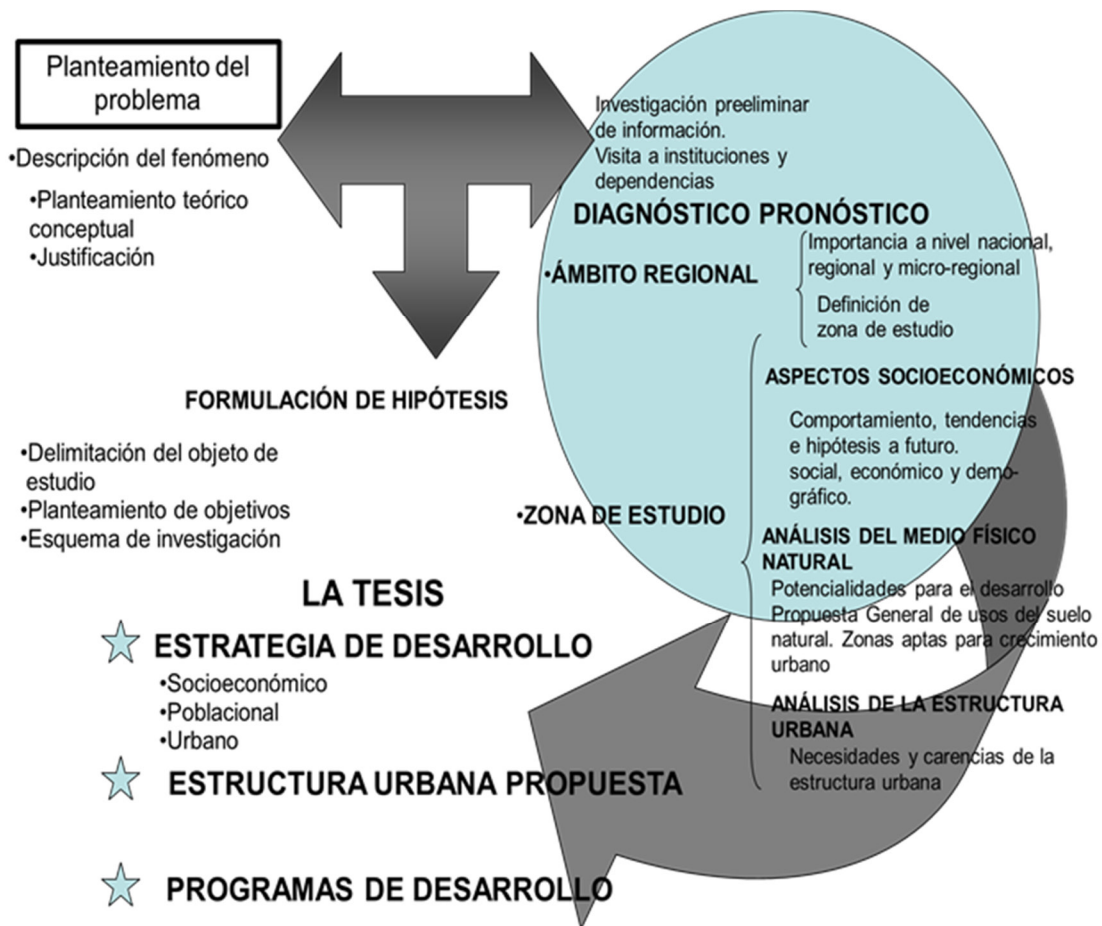 Planteamiento del
problema
•Descripción del fenómeno
•Planteamiento teórico
conceptual
•Justificación
Investigación preeliminar
de información.
Visita a instituciones y
dependencias
DIAGNÓSTICO PRONÓSTICO
•ÁMBITO REGIONAL
Importancia a nivel nacional,
regional y micro-regional
Definición de
zona de estudio
FORMULACIÓN DE HIPÓTESIS
•Delimitación del objeto de
estudio
•Planteamiento de objetivos
•Esquema de investigación
•ZONA DE ESTUDIO
ASPECTOS SOCIOECONÓMICOS
Comportamiento, tendencias
e hipótesis a futuro.
social, económico y demo-
gráfico.
ANÁLISIS DEL MEDIO FÍSICO
NATURAL
Potencialidades para el desarrollo
Propuesta General de usos del suelo
natural. Zonas aptas para crecimiento
urbano
ANÁLISIS DE LA ESTRUCTURA
URBANA
Necesidades y carencias de la
estructura urbana
LA TESIS
ESTRATEGIA DE DESARROLLO
•Socioeconómico
•Poblacional
•Urbano
ESTRUCTURA URBANA PROPUESTA
PROGRAMAS DE DESARROLLO